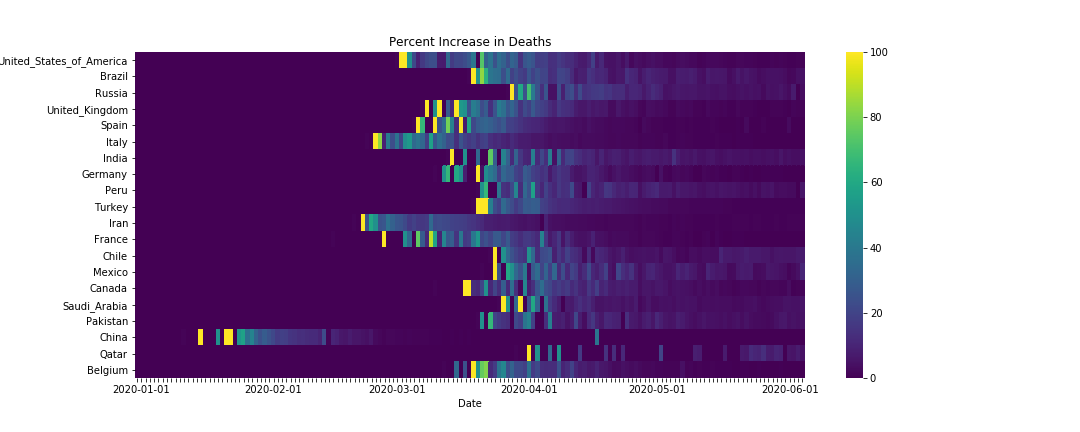 Percent Increase in Deaths
United_States_of_America
Brazil
Russia
United_Kingdom
Spain
Italy
India
Germany
Peru
Turkey
Iran
France
Chile
Mexico
Canada
Saudi_Arabia
Pakistan
China
Qatar
Belgium
2020-01-01 2020-02-01 2020-03-01 2020-04-01 2020-05-01 2020-06-01
Date
100
80
60
40
20
0